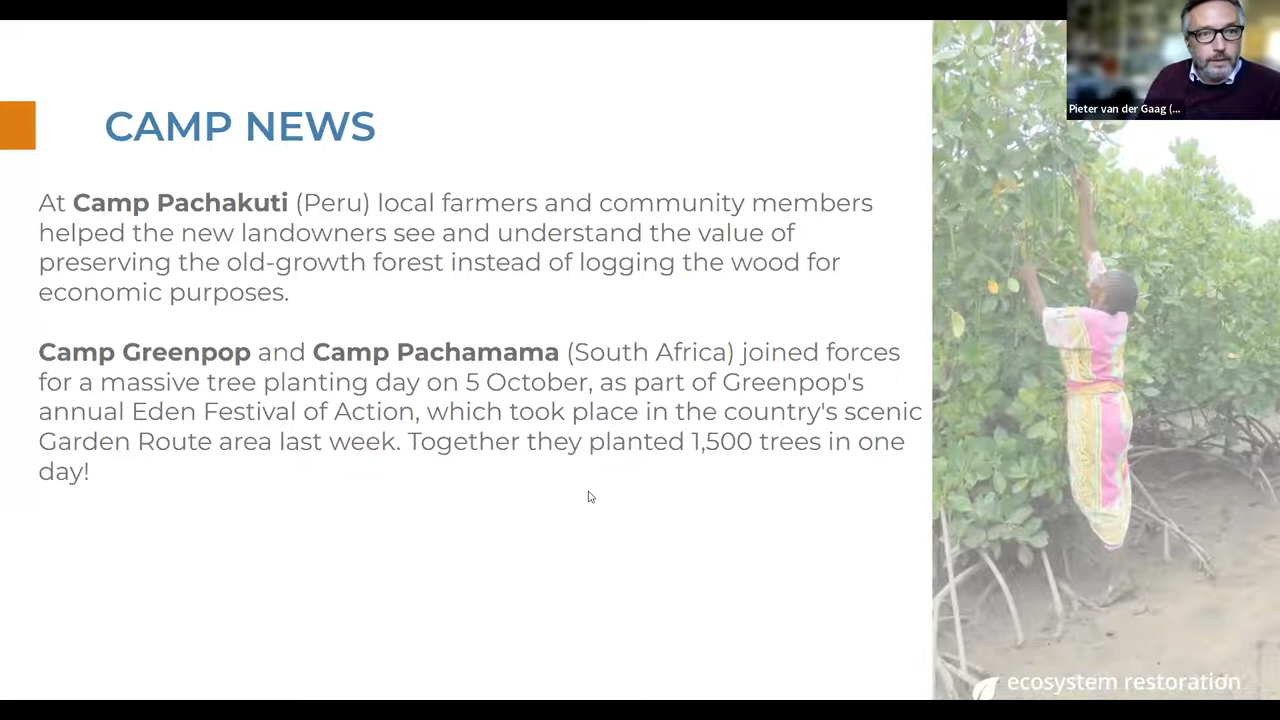 Pieter van der Gaag (...
CAMP NEWS
At Camp Pachakuti (Peru) local farmers and community members
helped the new landowners see and understand the value of
preserving the old-growth forest instead of logging the wood for
economic purposes.
Camp Greenpop and Camp Pachamama (South Africa) joined forces
for a massive tree planting day on 5 October, as part of Greenpop's
annual Eden Festival of Action, which took place in the country's scenic
Garden Route area last week. Together they planted 1,500 trees in one
day!
ecosystem restoration